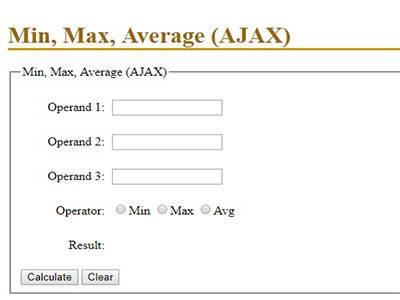 Min, Max, Average (AJAX)
Min, Max, Average (AJAX)
Operand 1:
Operand 2:
Operand 3:
Operator: Min Max Avg
Result:
Calculate Clear